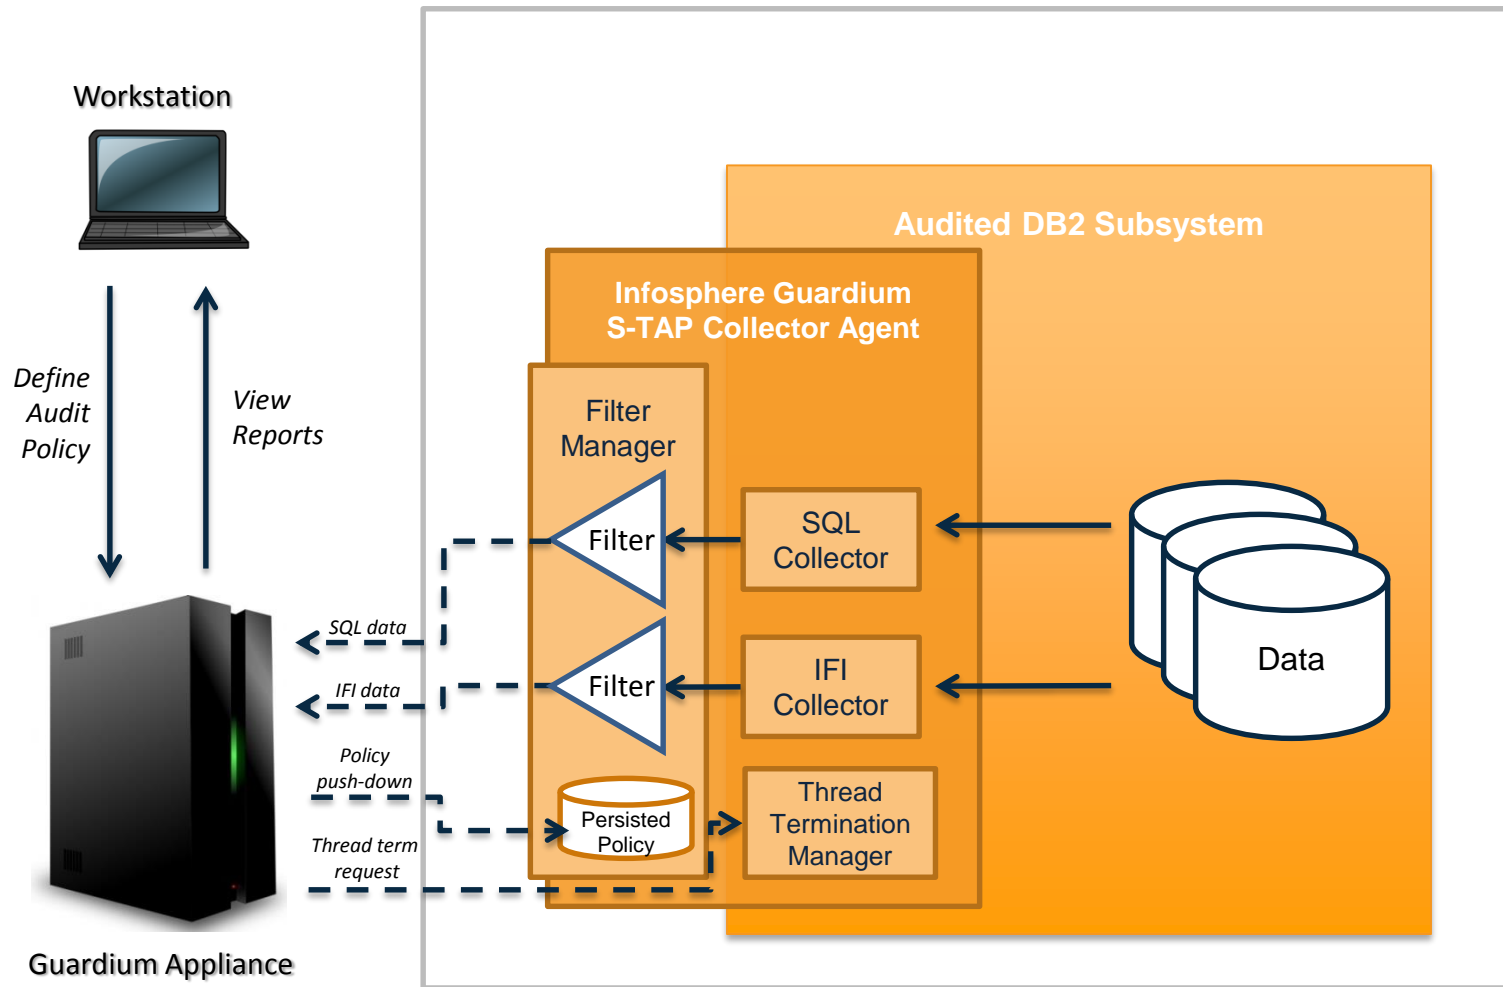 Workstation
Define
Audit
Policy
View
Reports
Guardium Appliance
SQL data
IFI data
Policy
push-down
Thread term
request
Audited DB2 Subsystem
Infosphere Guardium
S-TAP Collector Agent
Filter
Manager
Filter
SQL
Collector
Filter
IFI
Collector
Persisted
Policy
Thread
Termination
Manager
Data